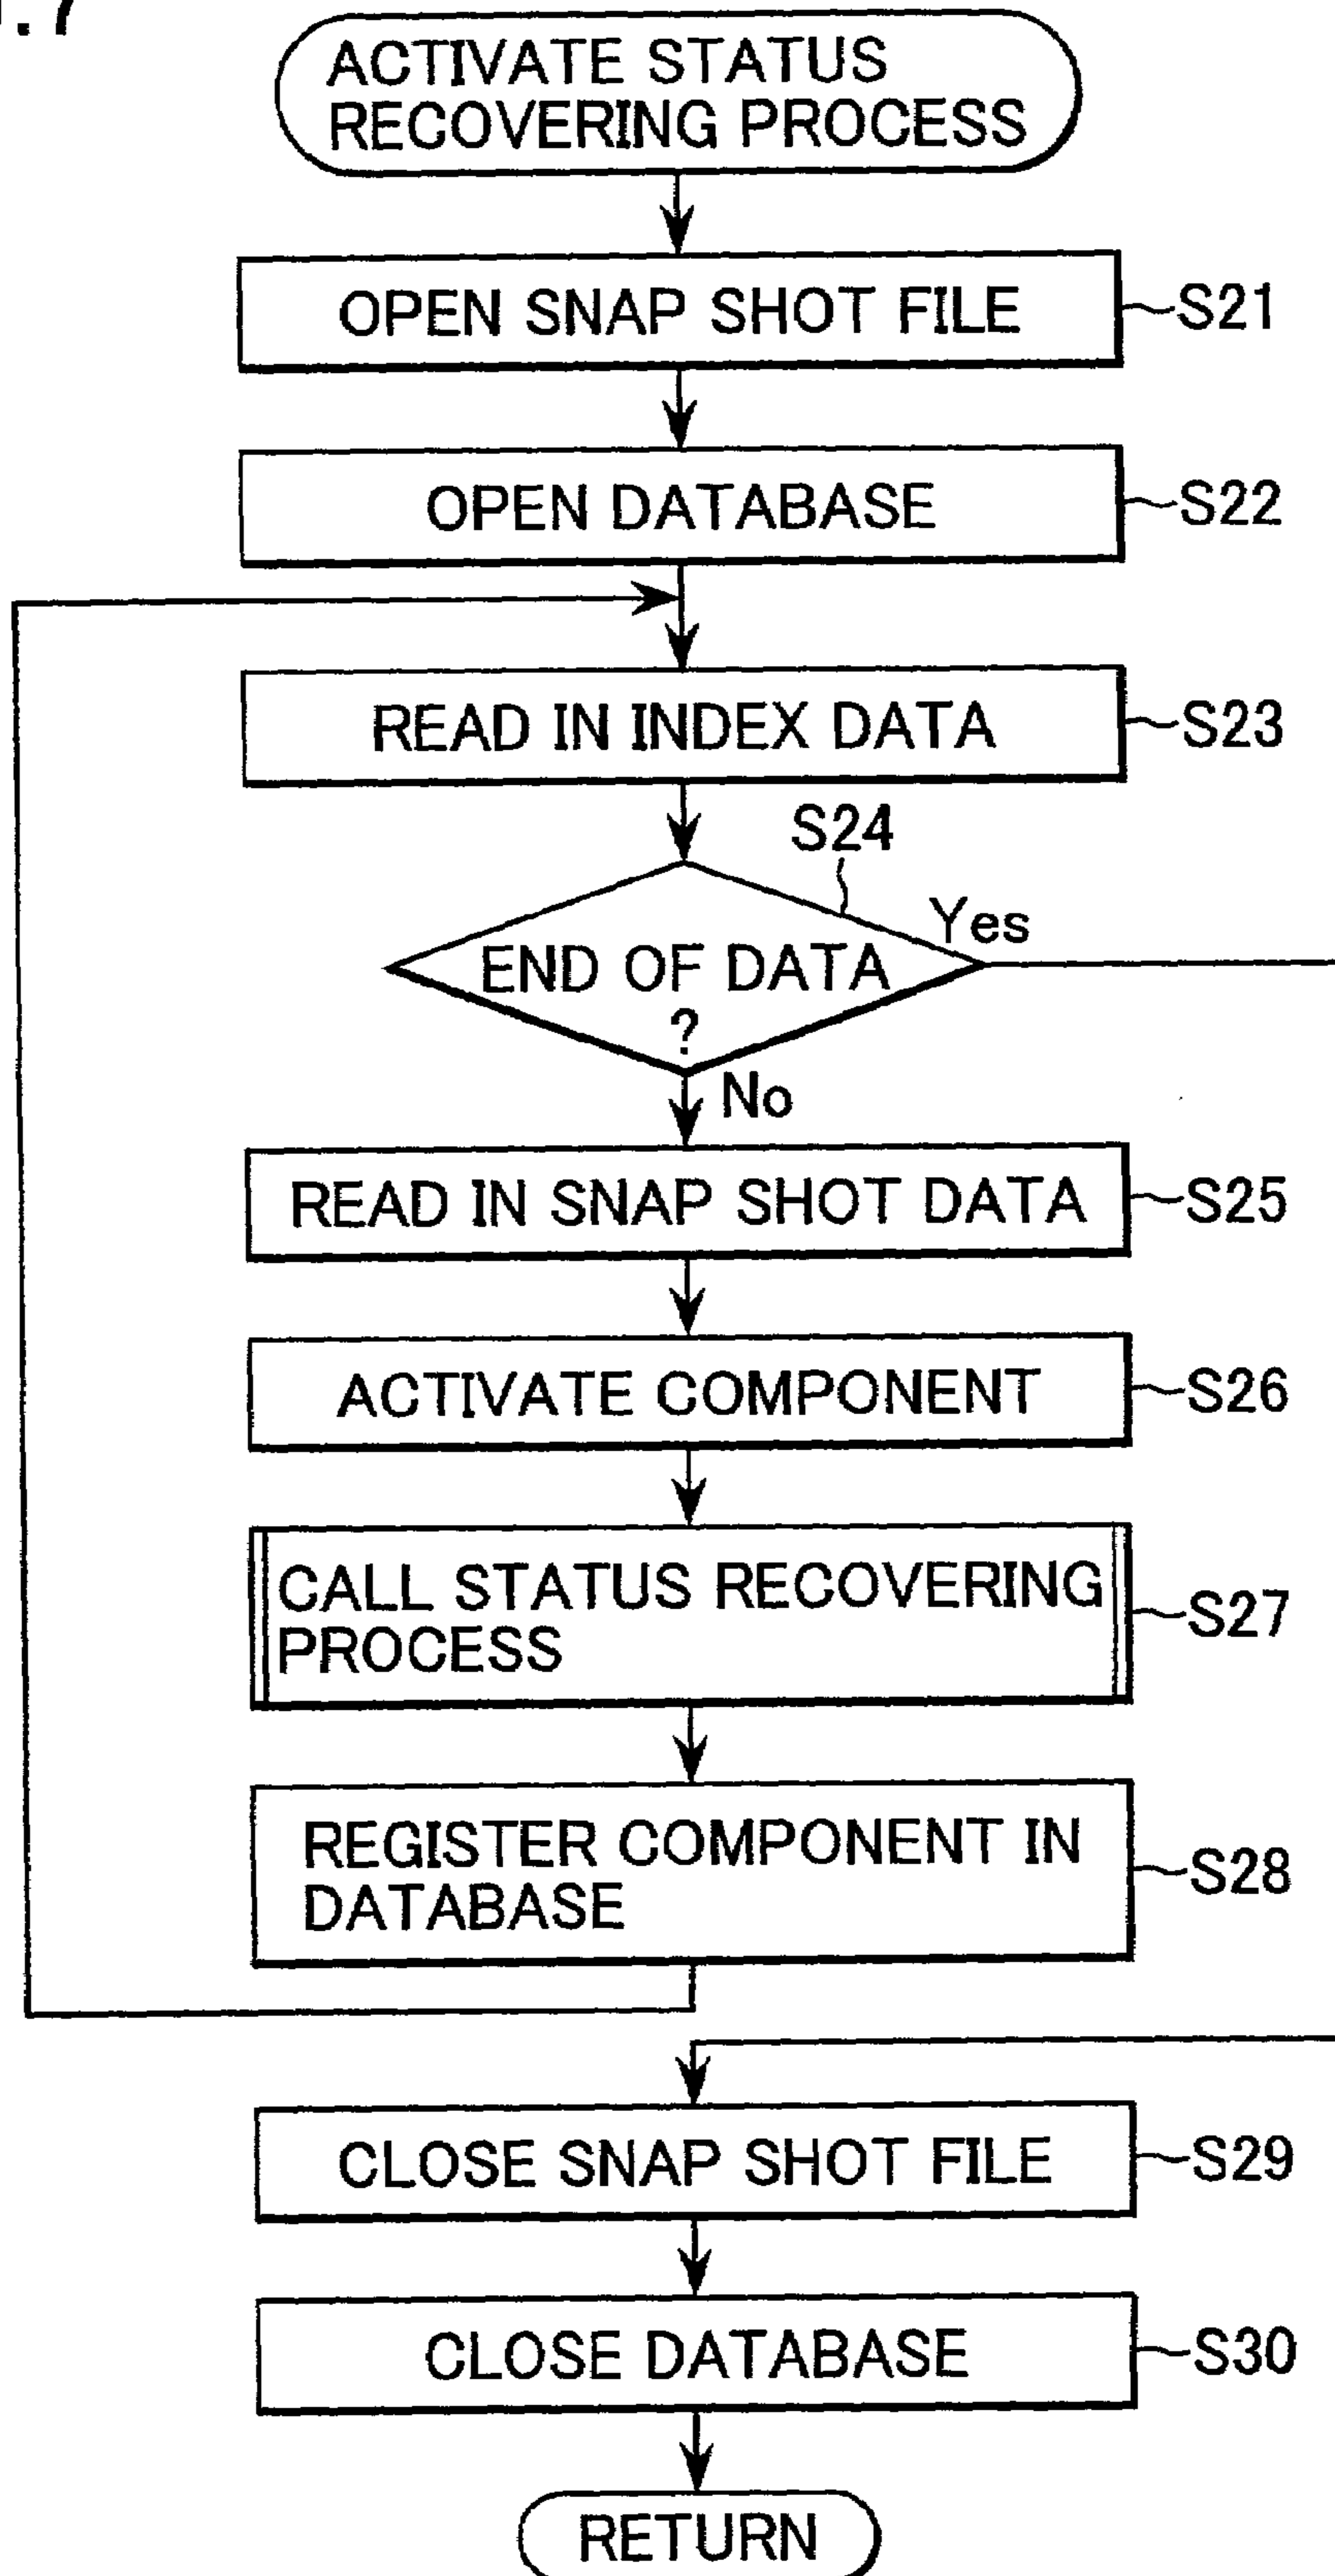 .7
ACTIVATE STATUS
RECOVERING PROCESS
OPEN SNAP SHOT FILE
S21
OPEN DATABASE
S22
READ IN INDEX DATA
S23
S24
Yes
END OF DATA
?
No
READ IN SNAP SHOT DATA
S25
ACTIVATE COMPONENT
S26
CALL STATUS RECOVERING
PROCESS
S27
REGISTER COMPONENT IN
DATABASE
S28
CLOSE SNAP SHOT FILE
S29
CLOSE DATABASE
S30
RETURN